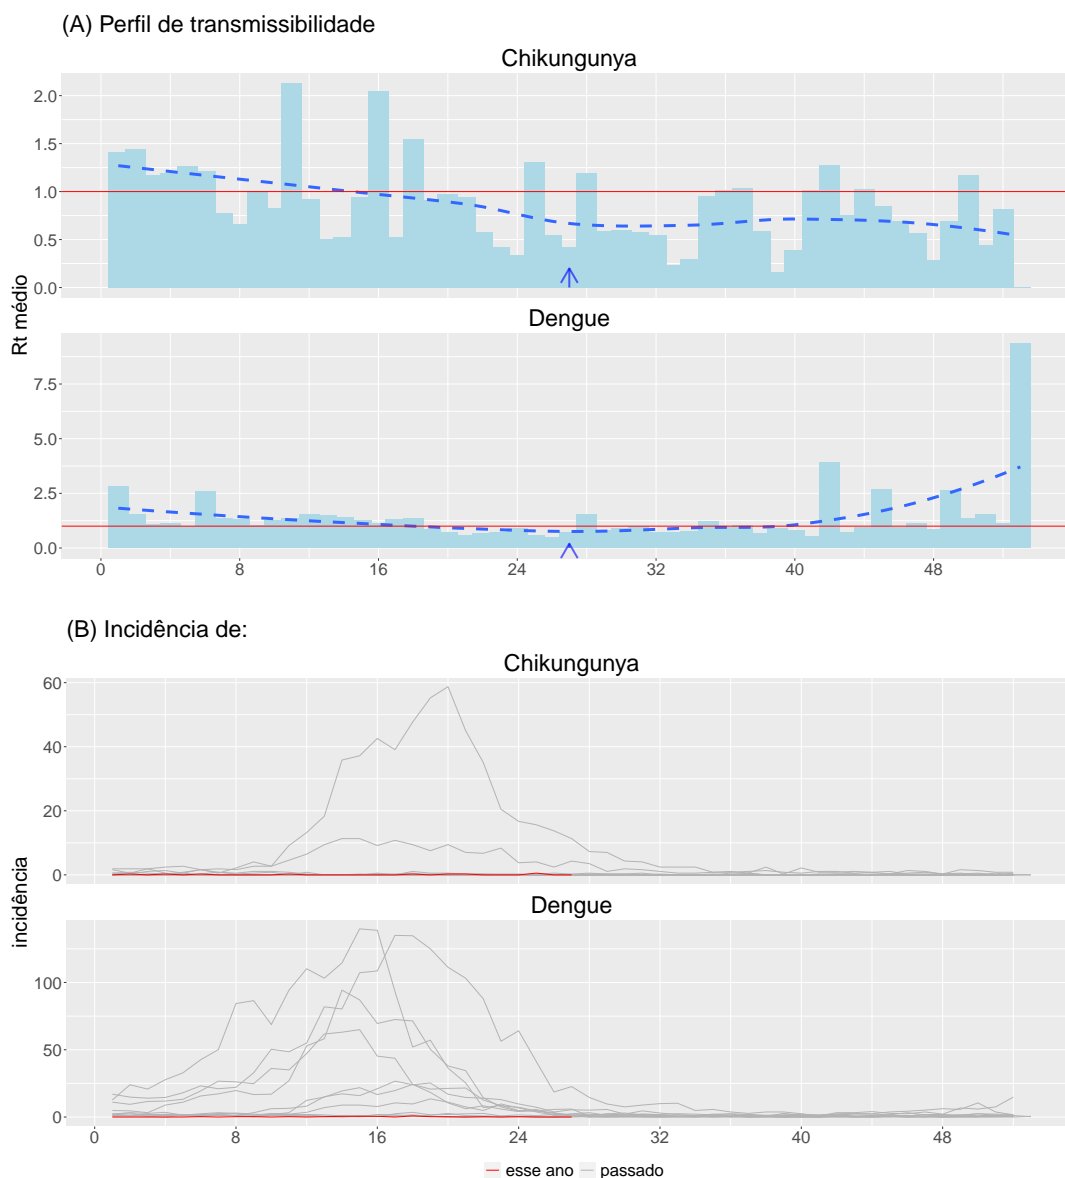 (A) Perfil de transmissibilidade
Chikungunya
2.0
1.5
1.0
0.5
0.0
Rt médio
Dengue
7.5
5.0
2.5
0.0
0 8 16 24 32 40 48
(B) Incidência de:
Chikungunya
60
40
20
0
incidência
Dengue
100
50
0
0 8 16 24 32 40 48
esse ano passado